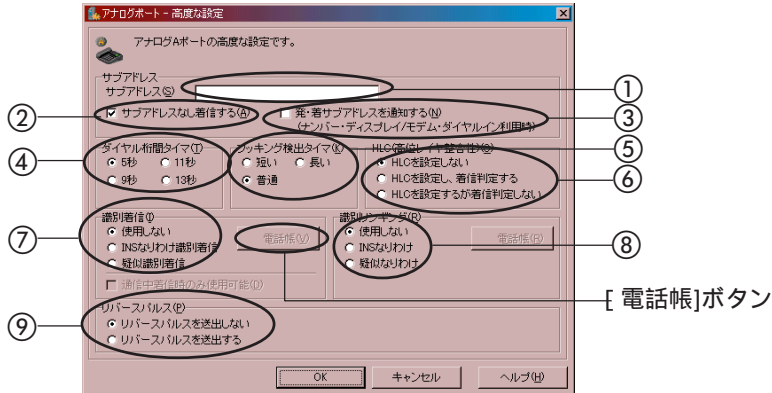 アナログポート - 高度な設定
アナログAポートの高度な設定です。
サブアドレス
サブアドレス(S)
①
② サブアドレスなし着信する(A)
発・着サブアドレスを通知する(N)
(ナンバー・ディスプレイ/モデム・ダイヤルイン利用時)
③
④ ダイヤル桁間タイマ(T)
5秒 11秒
9秒 13秒
フッキング検出タイマ(K)
短い 長い
普通
⑤
HLC(高位レイヤ整合性)(C)
HLCを設定しない
HLCを設定し、着信判定する
HLCを設定するが着信判定しない
⑥
⑦ 識別着信(I)
使用しない
INSなりわけ識別着信
疑似識別着信
電話帳(V)
通信中着信時のみ使用可能(D)
識別リンギング(R)
使用しない
INSなりわけ
疑似なりわけ
電話帳(B)
⑧
[ 電話帳]ボタン
⑨ リバースパルス(P)
リバースパルスを送出しない
リバースパルスを送出する
OK キャンセル ヘルプ(H)